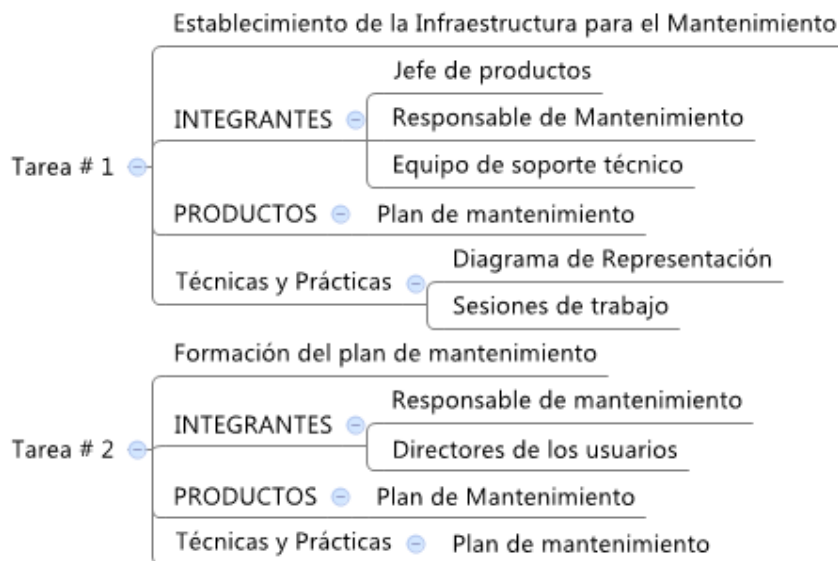 Establecimiento de la Infraestructura para el Mantenimiento
Jefe de productos
INTEGRANTES
Responsable de Mantenimiento
Tarea # 1
Equipo de soporte técnico
PRODUCTOS
Plan de mantenimiento
Técnicas y Prácticas
Diagrama de Representación
Sesiones de trabajo
Formación del plan de mantenimiento
INTEGRANTES
Responsable de mantenimiento
Tarea # 2
Directores de los usuarios
PRODUCTOS
Plan de Mantenimiento
Técnicas y Prácticas
Plan de mantenimiento